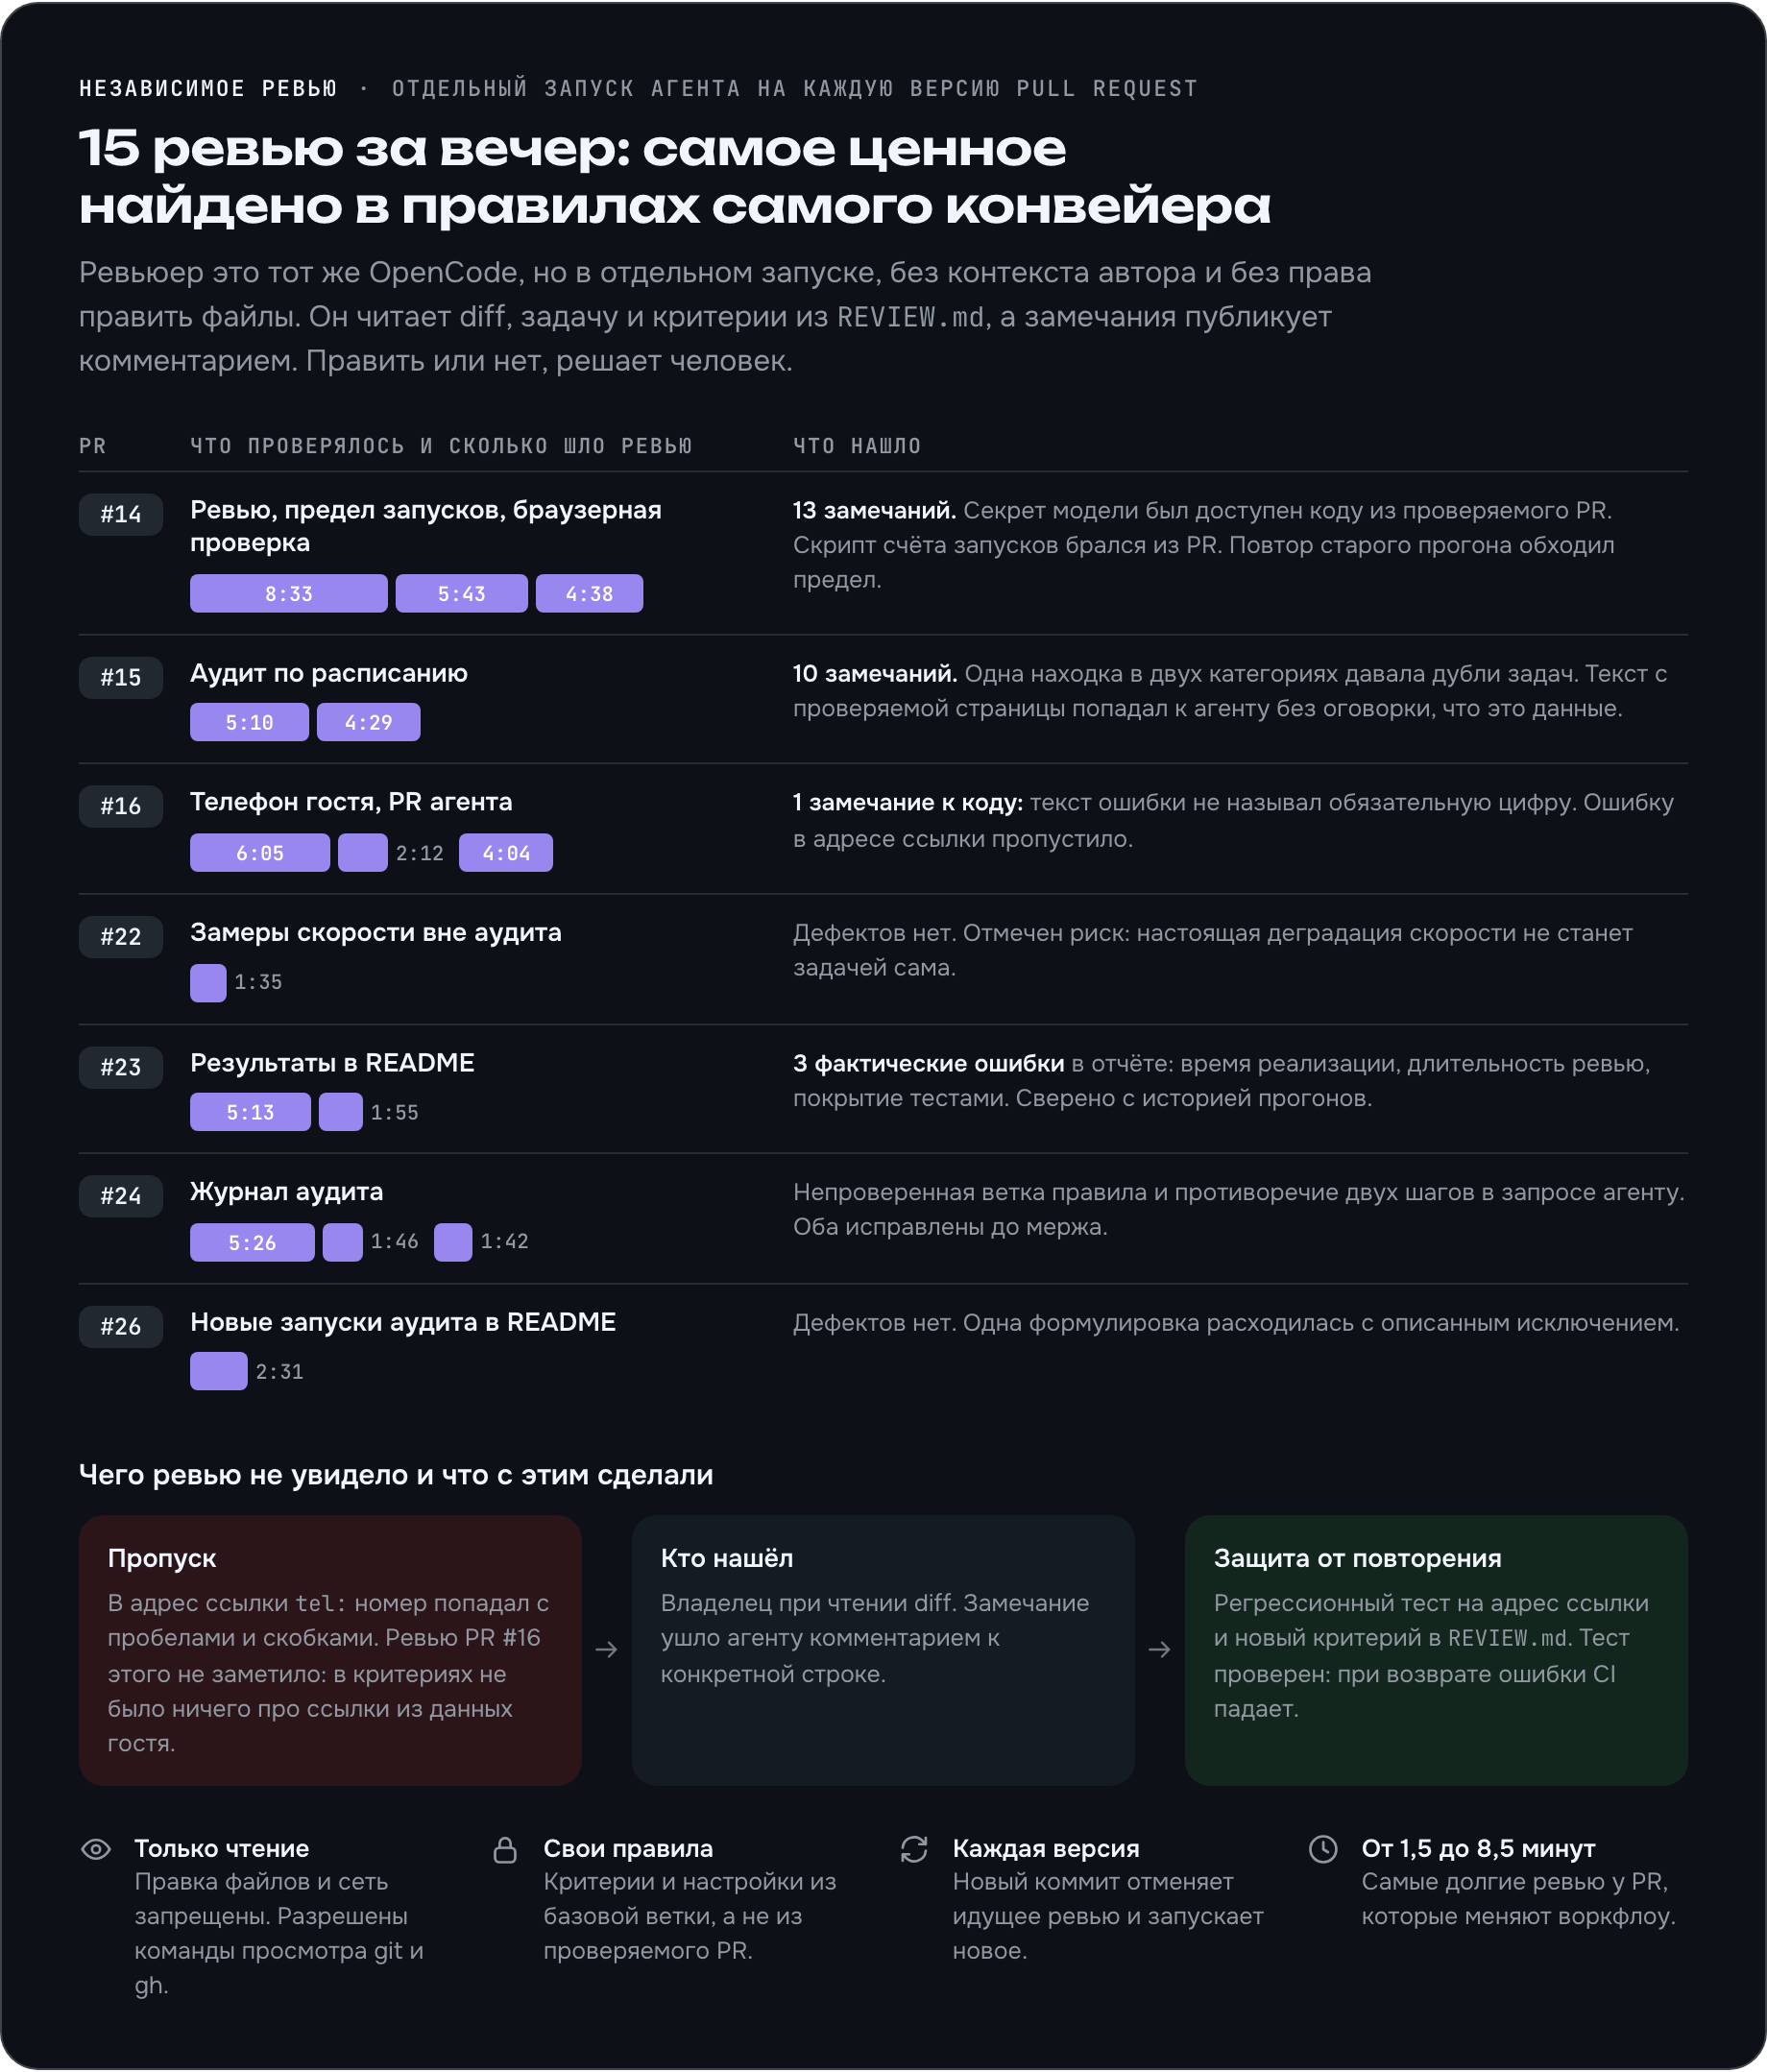 НЕЗАВИСИМОЕ РЕВЬЮ · ОТДЕЛЬНЫЙ ЗАПУСК АГЕНТА НА КАЖДУЮ ВЕРСИЮ PULL REQUEST
15 ревью за вечер: самое ценное
найдено в правилах самого конвейера
Ревьюер это тот же OpenCode, но в отдельном запуске, без контекста автора и без права
править файлы. Он читает diff, задачу и критерии из REVIEW.md, а замечания публикует
комментарием. Править или нет, решает человек.
PR ЧТО ПРОВЕРЯЛОСЬ И СКОЛЬКО ШЛО РЕВЬЮ ЧТО НАШЛО
#14
Ревью, предел запусков, браузерная
проверка
8:33 5:43 4:38
13 замечаний. Секрет модели был доступен коду из проверяемого PR.
Скрипт счёта запусков брался из PR. Повтор старого прогона обходил
предел.
#15
Аудит по расписанию
5:10 4:29
10 замечаний. Одна находка в двух категориях давала дубли задач. Текст с
проверяемой страницы попадал к агенту без оговорки, что это данные.
#16
Телефон гостя, PR агента
6:05 2:12 4:04
1 замечание к коду: текст ошибки не называл обязательную цифру. Ошибку
в адресе ссылки пропустило.
#22
Замеры скорости вне аудита
1:35
Дефектов нет. Отмечен риск: настоящая деградация скорости не станет
задачей сама.
#23
Результаты в README
5:13 1:55
3 фактические ошибки в отчёте: время реализации, длительность ревью,
покрытие тестами. Сверено с историей прогонов.
#24
Журнал аудита
5:26 1:46 1:42
Непроверенная ветка правила и противоречие двух шагов в запросе агенту.
Оба исправлены до мержа.
#26
Новые запуски аудита в README
2:31
Дефектов нет. Одна формулировка расходилась с описанным исключением.
Чего ревью не увидело и что с этим сделали
Пропуск
В адрес ссылки tel: номер попадал с
пробелами и скобками. Ревью PR #16
этого не заметило: в критериях не
было ничего про ссылки из данных
гостя.
→
Кто нашёл
Владелец при чтении diff. Замечание
ушло агенту комментарием к
конкретной строке.
→
Защита от повторения
Регрессионный тест на адрес ссылки
и новый критерий в REVIEW.md. Тест
проверен: при возврате ошибки CI
падает.
Только чтение
Правка файлов и сеть
запрещены. Разрешены
команды просмотра git и
gh.
Свои правила
Критерии и настройки из
базовой ветки, а не из
проверяемого PR.
Каждая версия
Новый коммит отменяет
идущее ревью и запускает
новое.
От 1,5 до 8,5 минут
Самые долгие ревью у PR,
которые меняют воркфлоу.